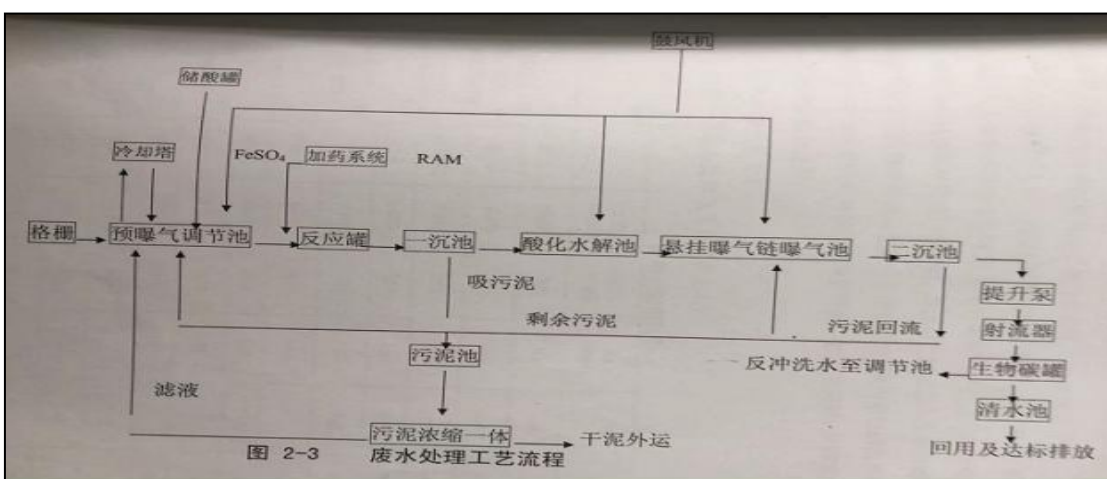 鼓风机
储酸罐
冷却塔
FeSO₄ 加药系统 RAM
格栅 预曝气调节池 反应罐 一沉池 酸化水解池 悬挂曝气链曝气池 二沉池
吸污泥
提升泵
剩余污泥 污泥回流 射流器
污泥池 反冲洗水至调节池 生物碳罐
滤液 清水池
污泥浓缩一体 干泥外运 回用及达标排放
图 2-3 废水处理工艺流程